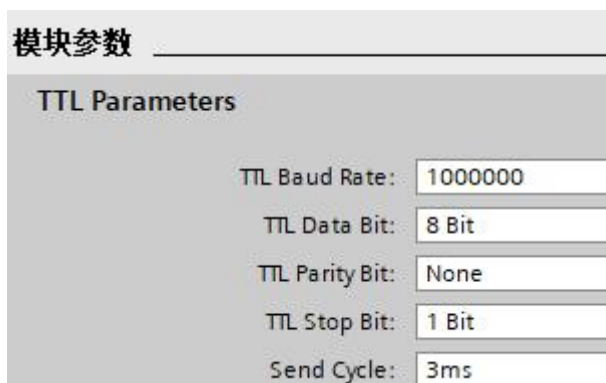 模块参数
TTL Parameters
TTL Baud Rate: 1000000
TTL Data Bit: 8 Bit
TTL Parity Bit: None
TTL Stop Bit: 1 Bit
Send Cycle: 3ms